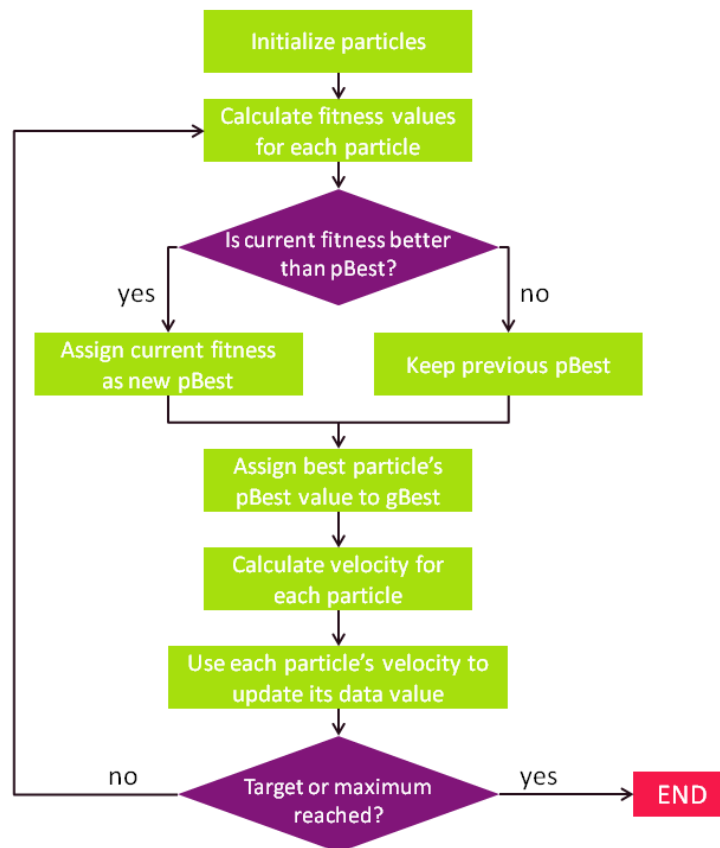 Initialize particles
Calculate fitness values
for each particle
Is current fitness better
than pBest?
yes
no
Assign current fitness
as new pBest
Keep previous pBest
Assign best particle's
pBest value to gBest
Calculate velocity for
each particle
Use each particle's velocity to
update its data value
no
Target or maximum
reached?
yes
END